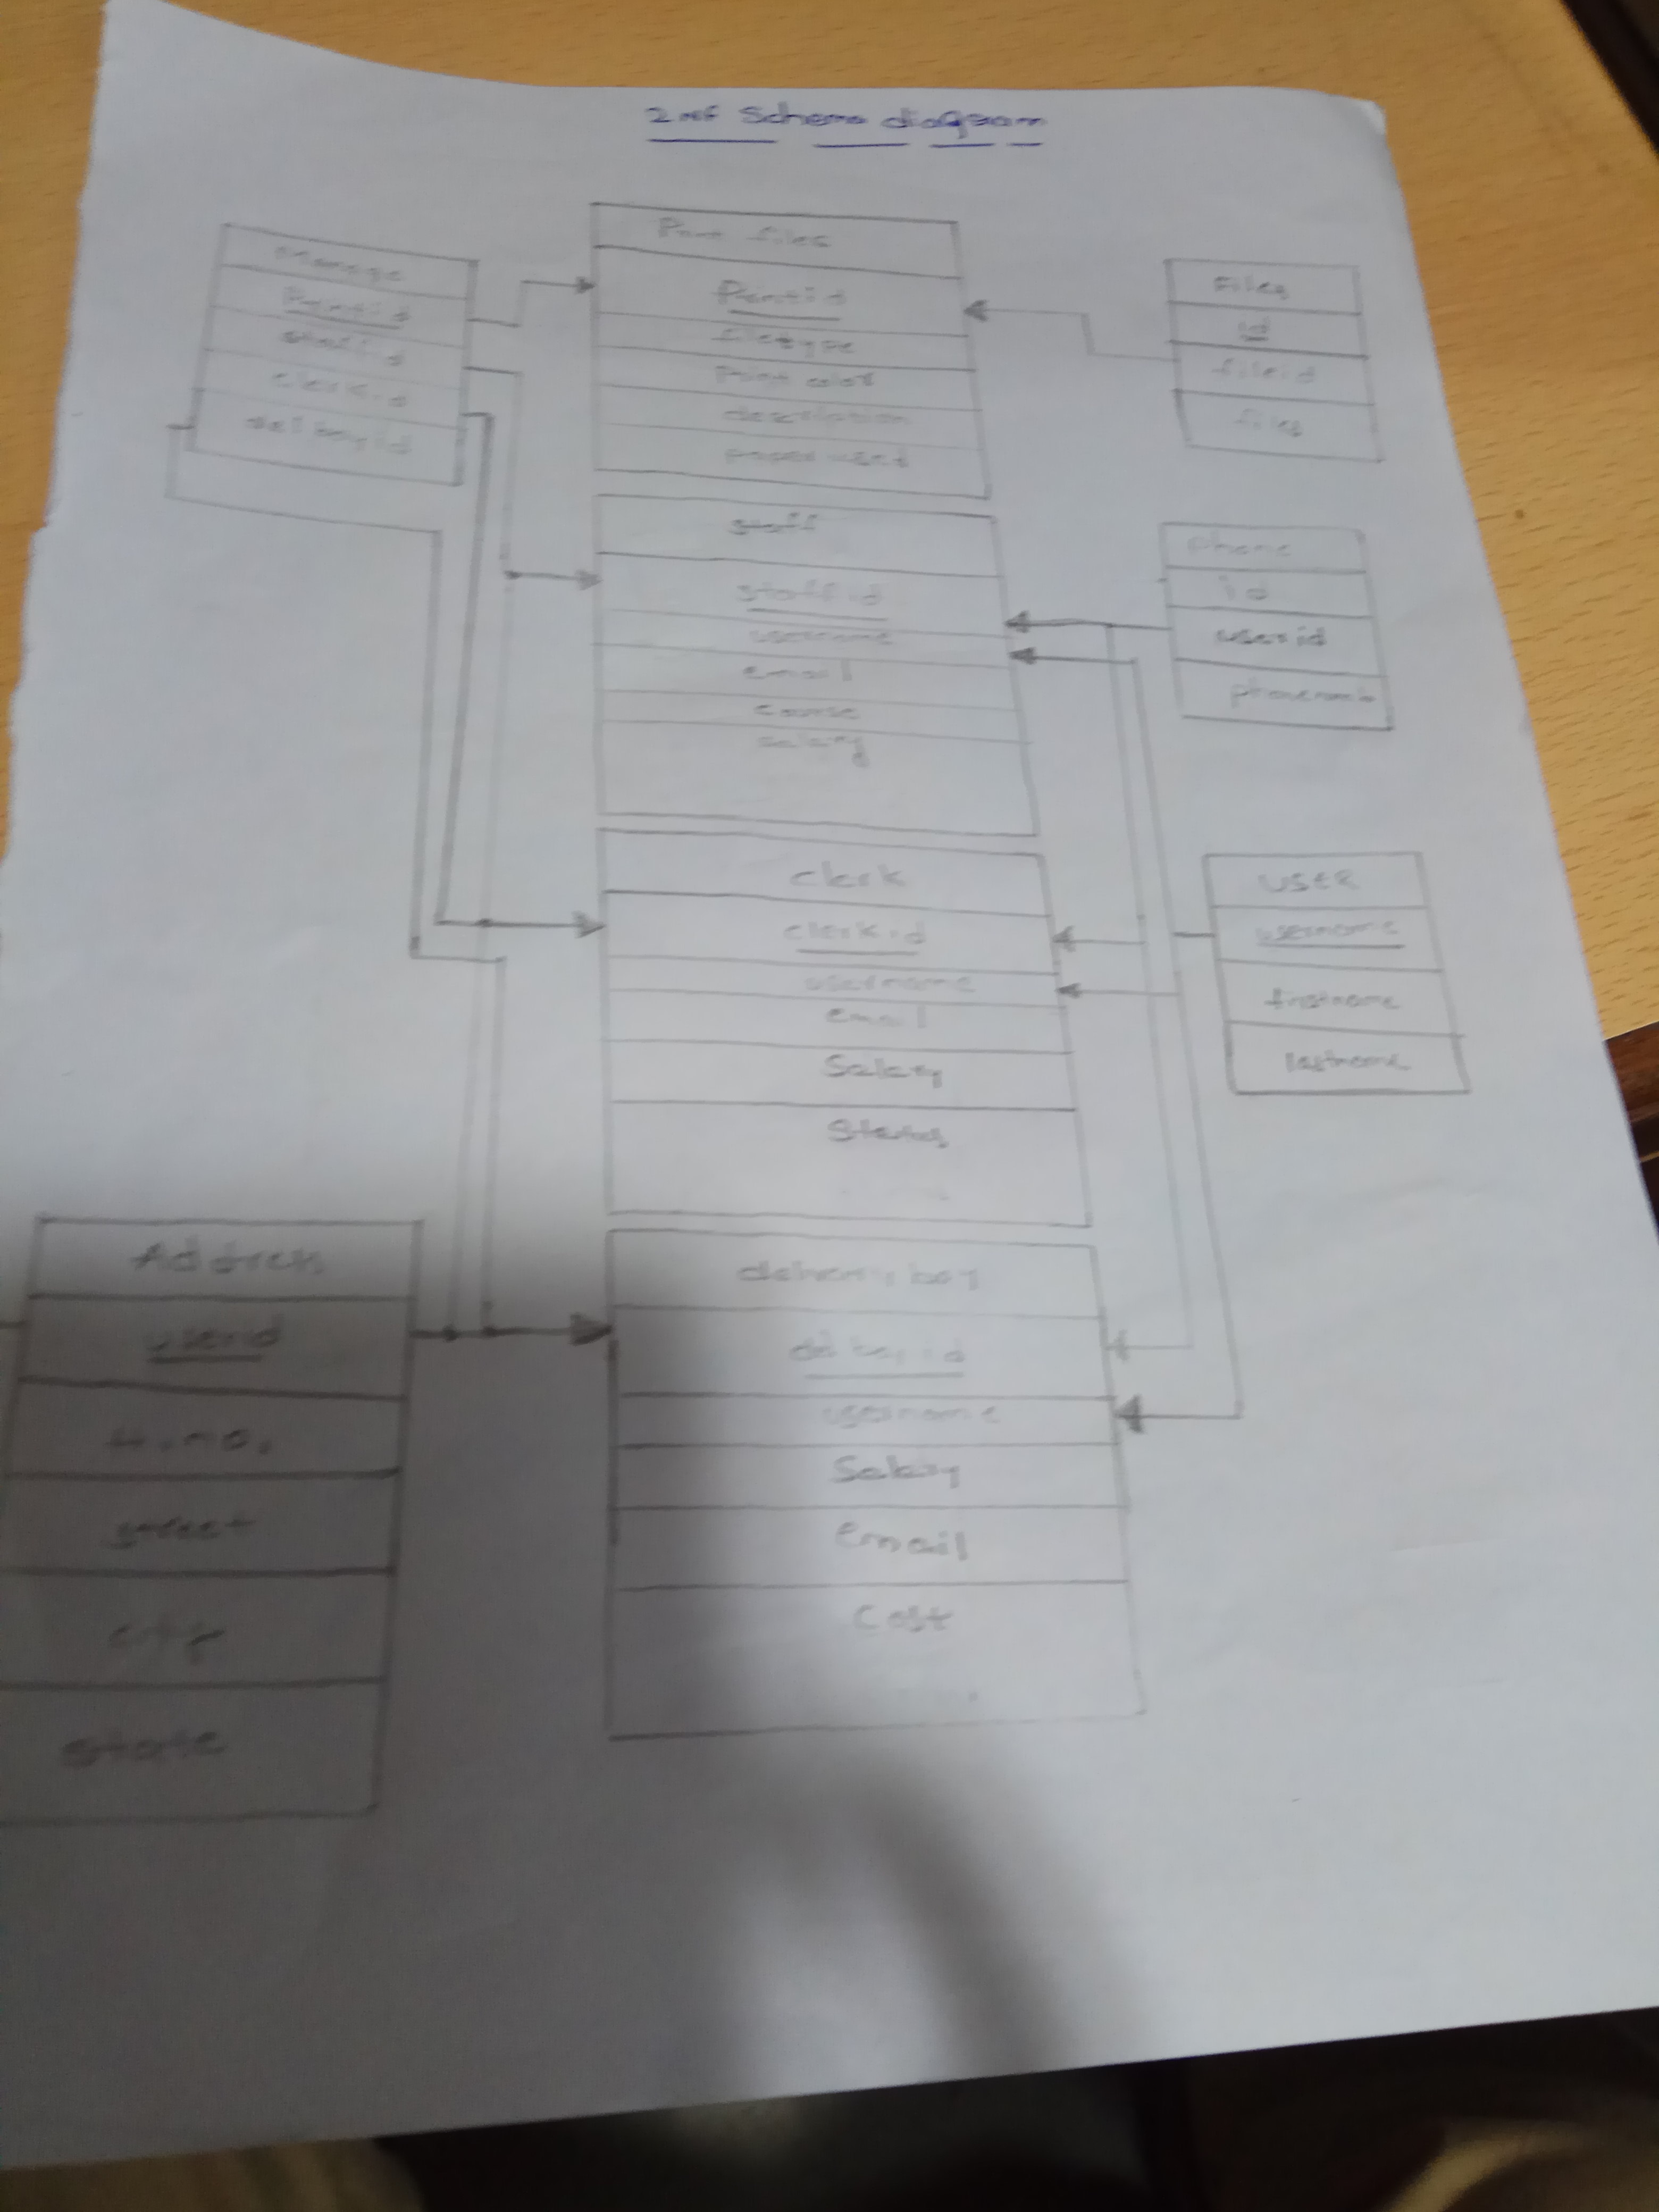 2nf Schema diagram
Manage
Printid
staffid
clerkid
delboyid
Print files
Printid
filetype
Print color
description
paper used
Files
id
fileid
files
staff
staffid
username
email
course
salary
Phone
id
userid
phonenumb
clerk
clerkid
username
email
Salary
Status
user
username
firstname
lastname
Address
userid
H.no.
street
city
state
delivery boy
delboyid
username
Salary
email
Cost